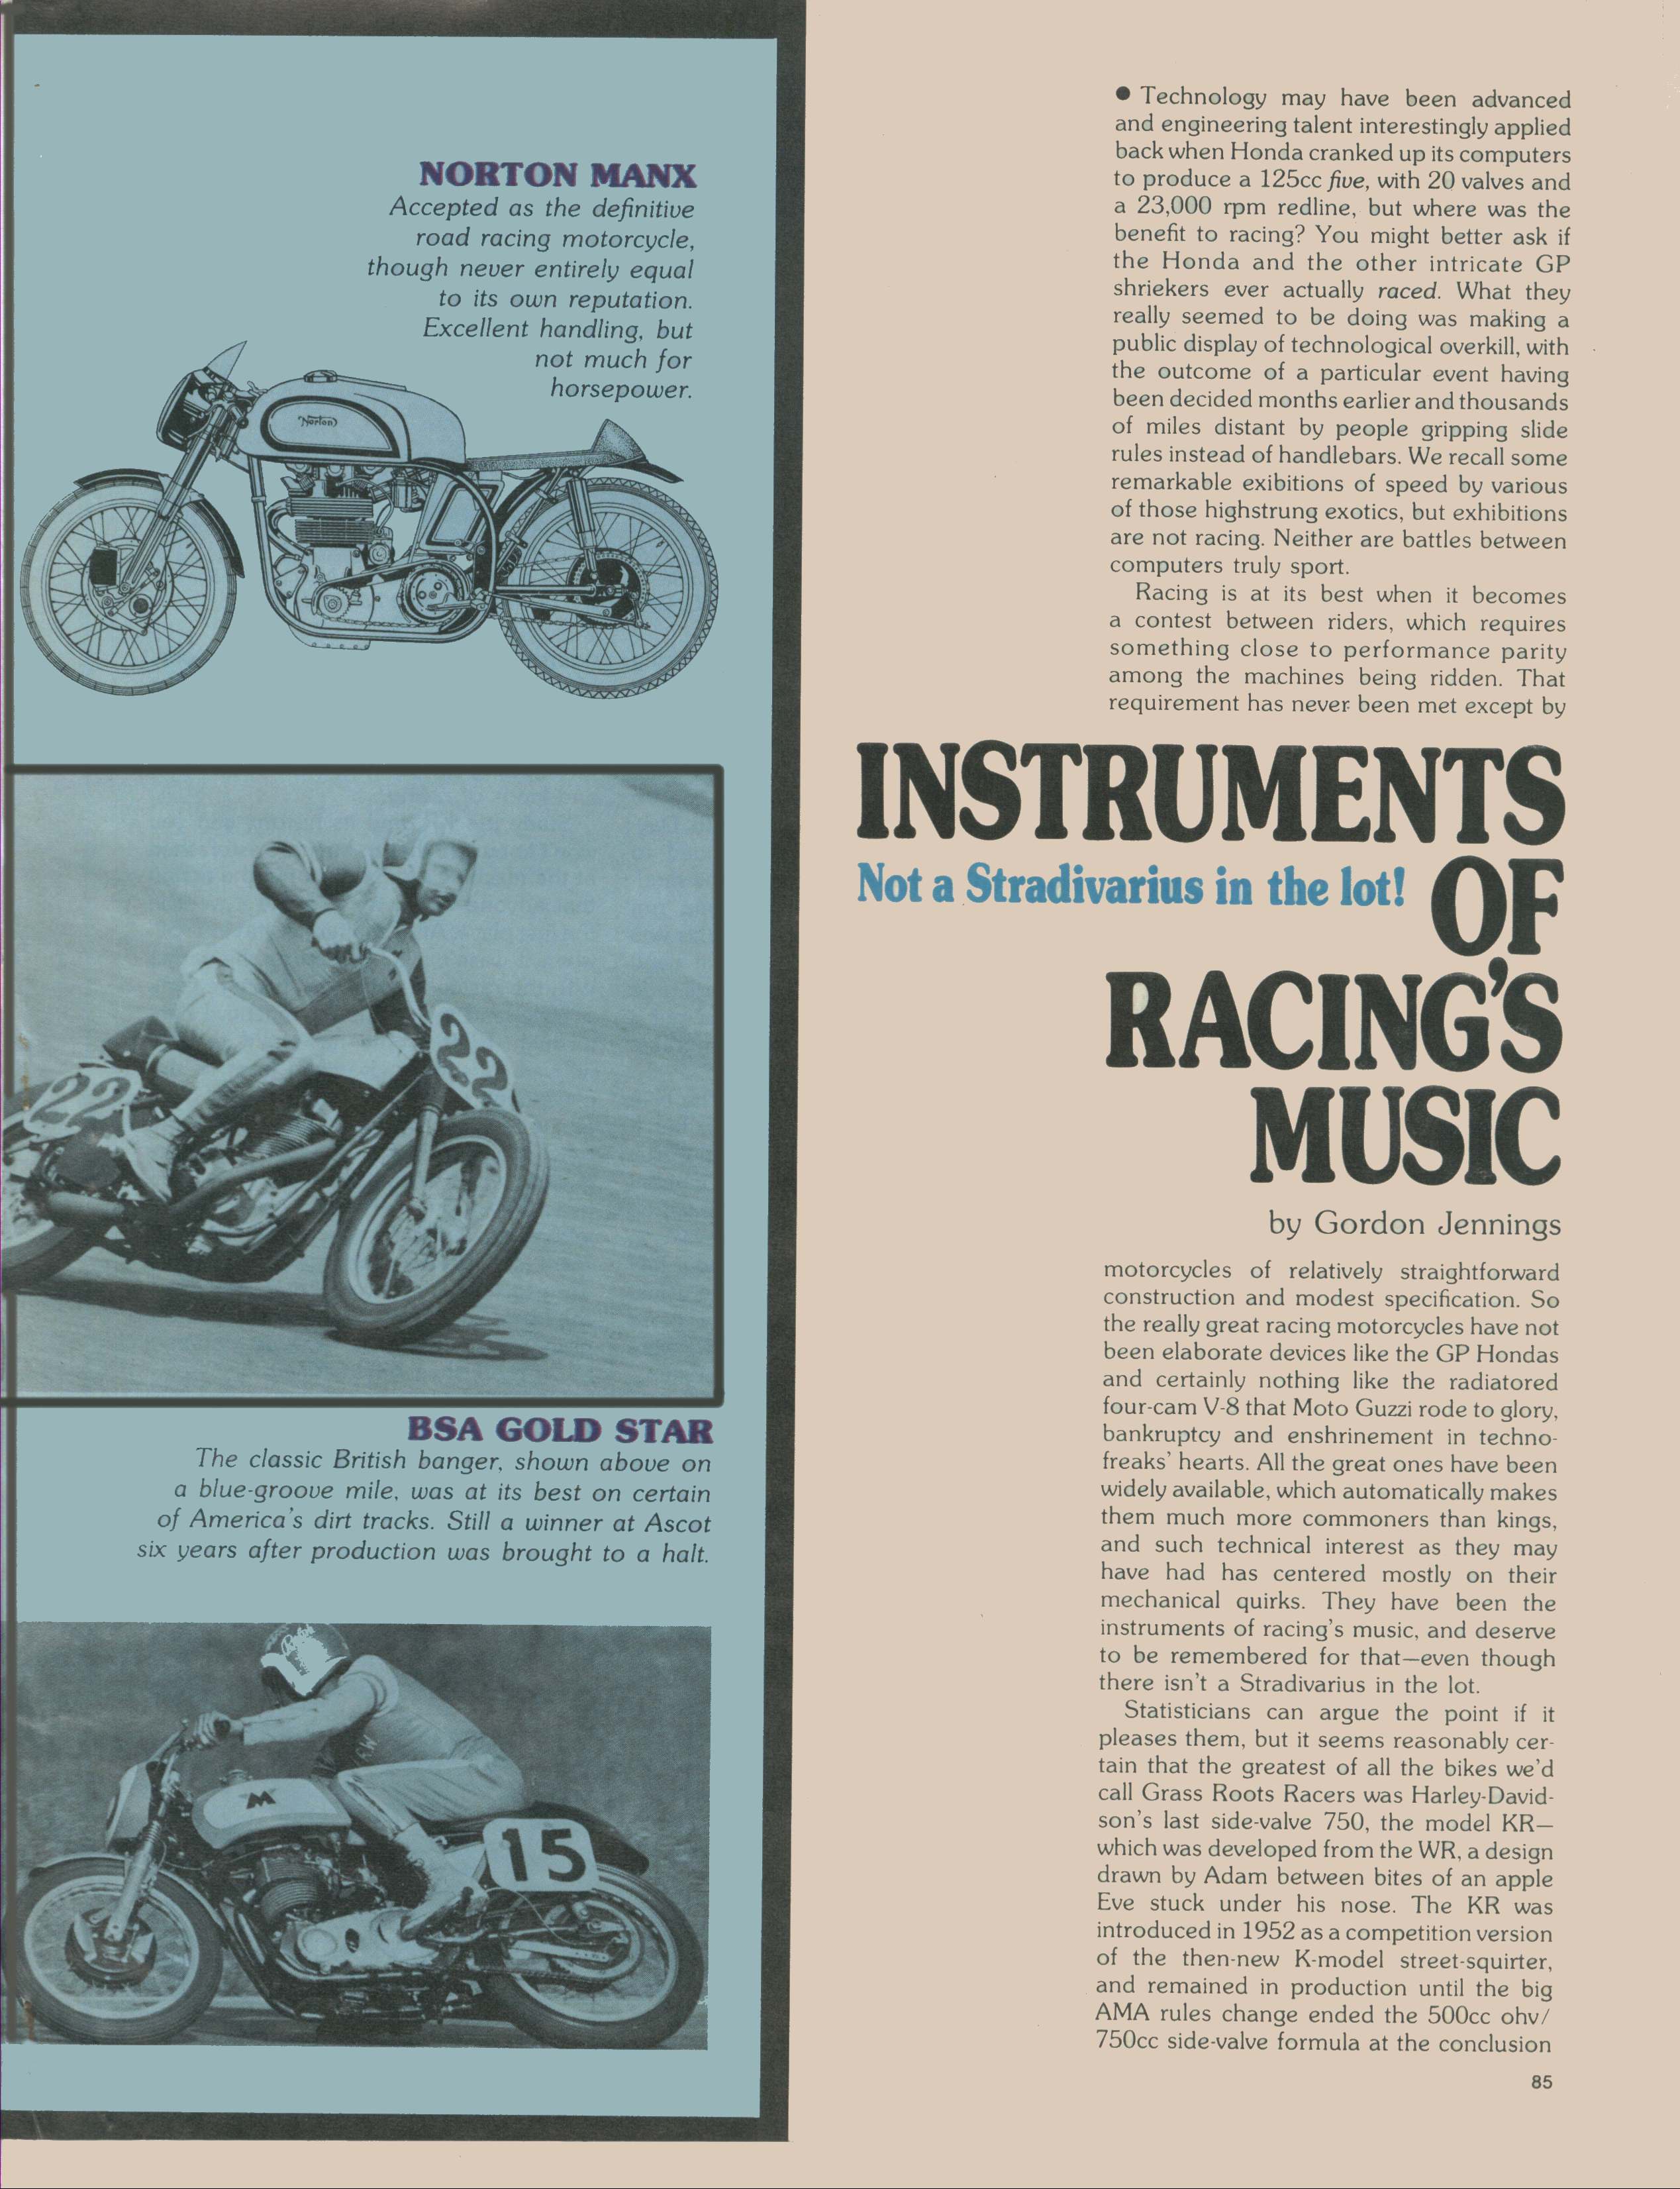 NORTON MANX
Accepted as the definitive
road racing motorcycle,
though never entirely equal
to its own reputation.
Excellent handling, but
not much for
horsepower.
Norton
22
22
BSA GOLD STAR
The classic British banger, shown above on
a blue-groove mile, was at its best on certain
of America's dirt tracks. Still a winner at Ascot
six years after production was brought to a halt.
M
15
● Technology may have been advanced
and engineering talent interestingly applied
back when Honda cranked up its computers
to produce a 125cc five, with 20 valves and
a 23,000 rpm redline, but where was the
benefit to racing? You might better ask if
the Honda and the other intricate GP
shriekers ever actually raced. What they
really seemed to be doing was making a
public display of technological overkill, with
the outcome of a particular event having
been decided months earlier and thousands
of miles distant by people gripping slide
rules instead of handlebars. We recall some
remarkable exibitions of speed by various
of those highstrung exotics, but exhibitions
are not racing. Neither are battles between
computers truly sport.
Racing is at its best when it becomes
a contest between riders, which requires
something close to performance parity
among the machines being ridden. That
requirement has never been met except by
INSTRUMENTS
Not a Stradivarius in the lot!
OF
RACING'S
MUSIC
by Gordon Jennings
motorcycles of relatively straightforward
construction and modest specification. So
the really great racing motorcycles have not
been elaborate devices like the GP Hondas
and certainly nothing like the radiatored
four-cam V-8 that Moto Guzzi rode to glory,
bankruptcy and enshrinement in techno-
freaks' hearts. All the great ones have been
widely available, which automatically makes
them much more commoners than kings,
and such technical interest as they may
have had has centered mostly on their
mechanical quirks. They have been the
instruments of racing's music, and deserve
to be remembered for that—even though
there isn't a Stradivarius in the lot.
Statisticians can argue the point if it
pleases them, but it seems reasonably cer-
tain that the greatest of all the bikes we'd
call Grass Roots Racers was Harley-David-
son's last side-valve 750, the model KR—
which was developed from the WR, a design
drawn by Adam between bites of an apple
Eve stuck under his nose. The KR was
introduced in 1952 as a competition version
of the then-new K-model street-squirter,
and remained in production until the big
AMA rules change ended the 500cc ohv/
750cc side-valve formula at the conclusion
85